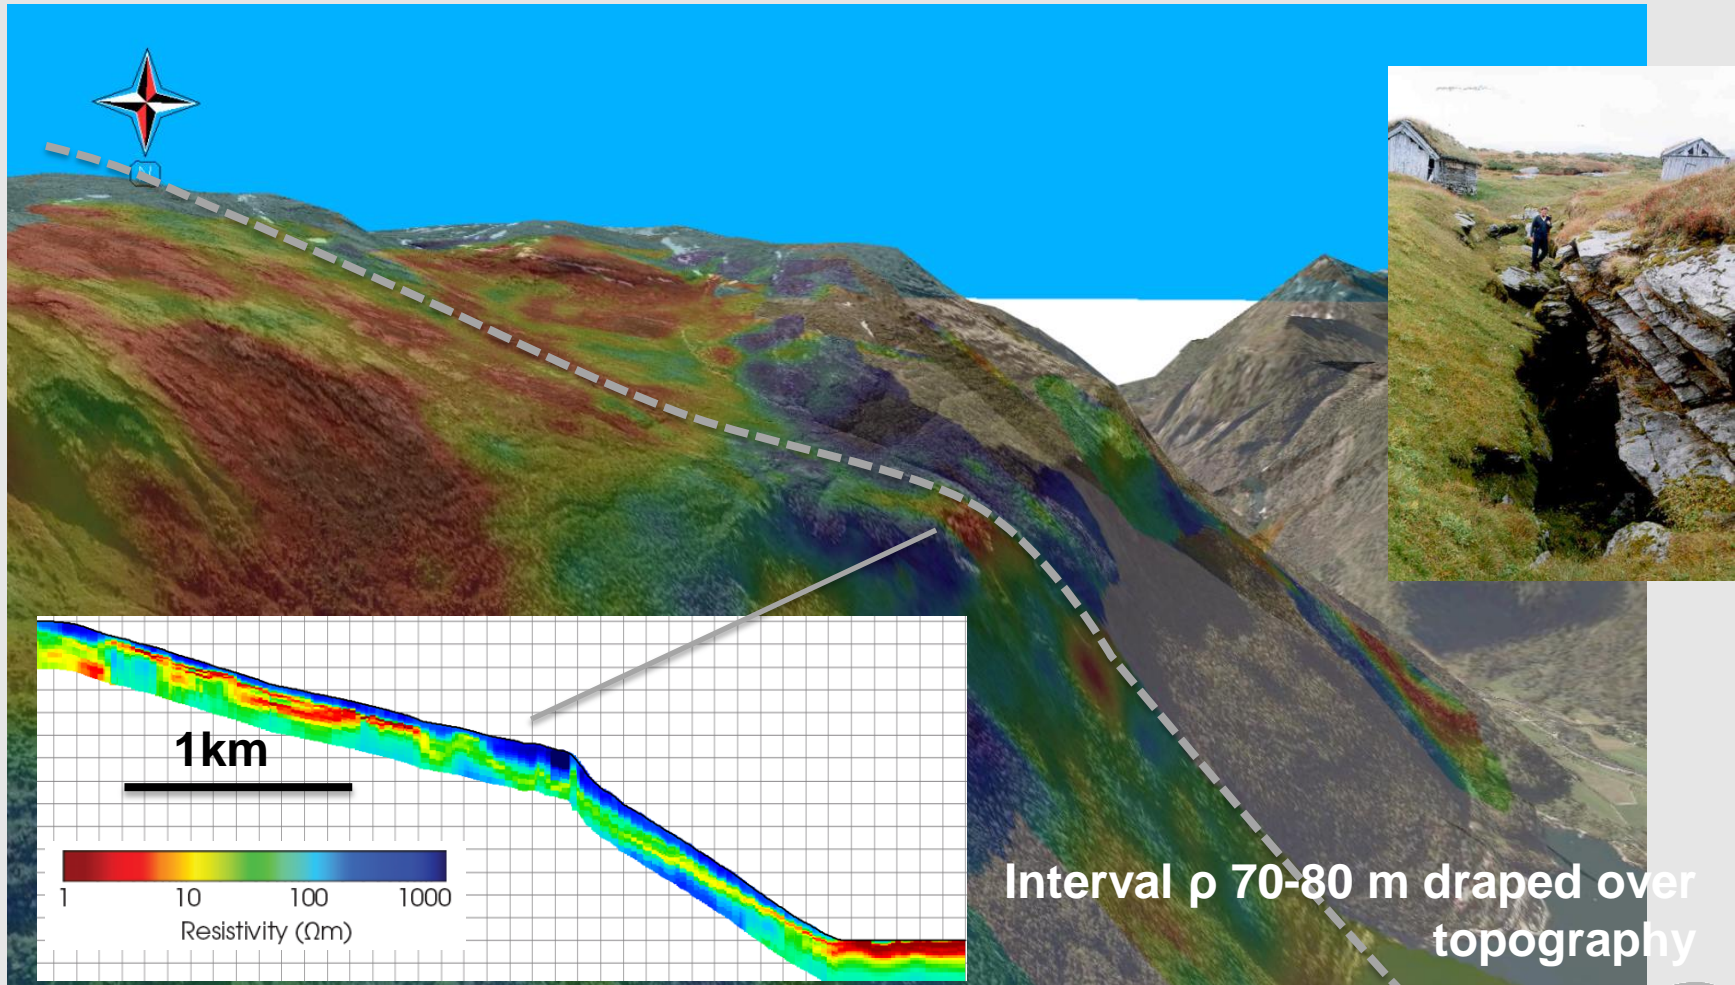 N
1km
1 10 100 1000
Resistivity (Ωm)
Interval ρ 70-80 m draped over
topography